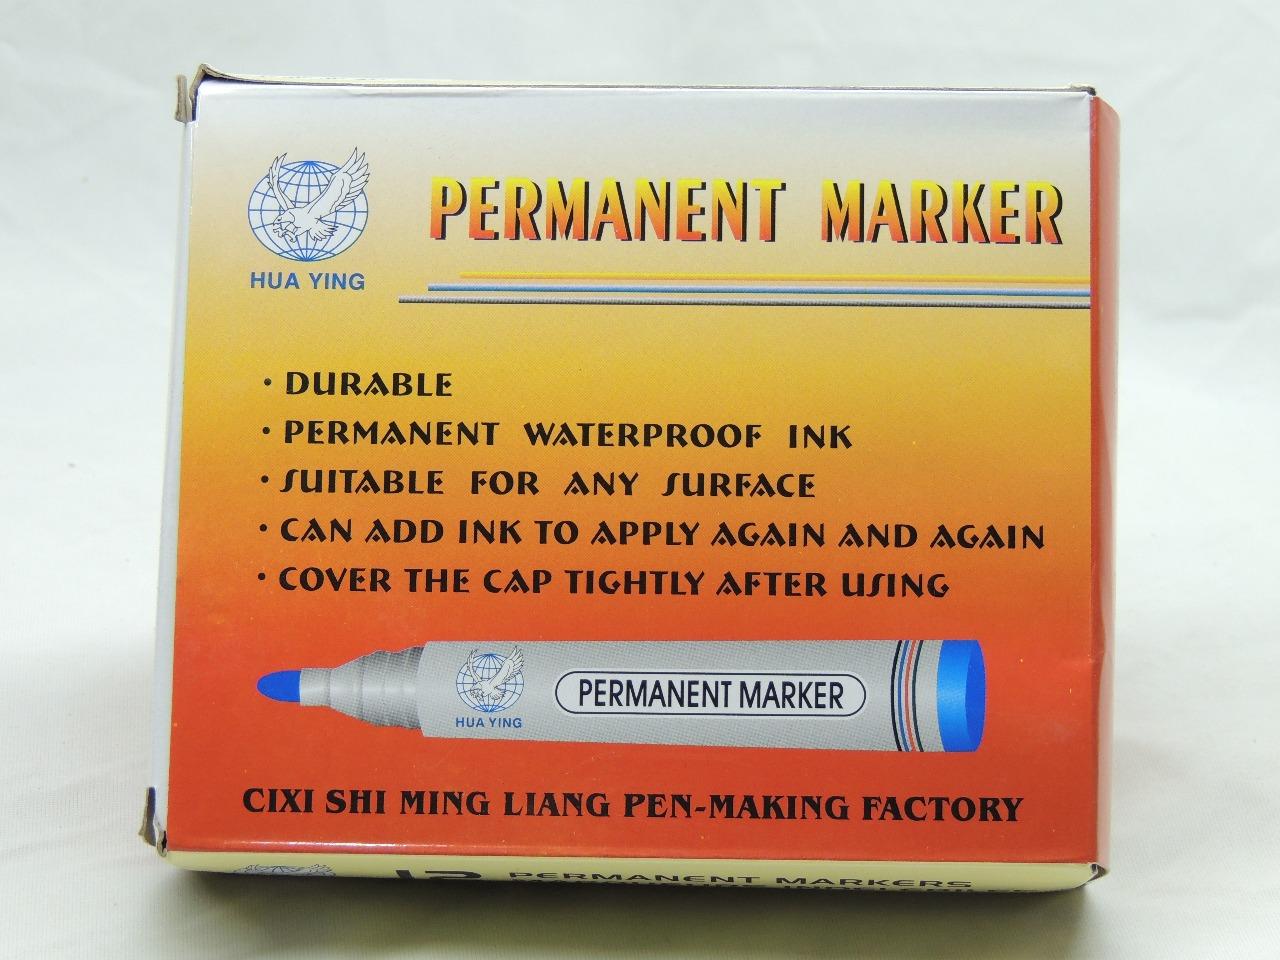 HUA YING
PERMANENT MARKER
· DURABLE
· PERMANENT WATERPROOF INK
· SUITABLE FOR ANY SURFACE
· CAN ADD INK TO APPLY AGAIN AND AGAIN
· COVER THE CAP TIGHTLY AFTER USING
HUA YING
PERMANENT MARKER
CIXI SHI MING LIANG PEN-MAKING FACTORY
12 PERMANENT MARKERS